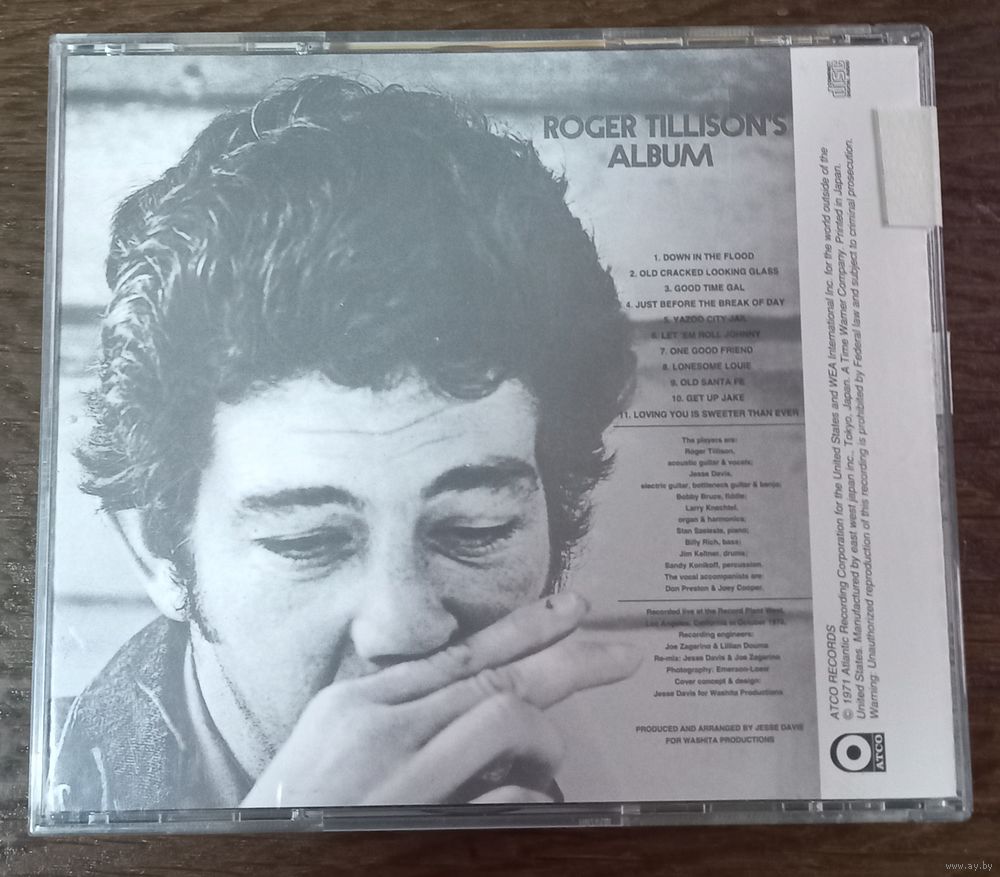 ROGER TILLISON'S
ALBUM
1. DOWN IN THE FLOOD
2. OLD CRACKED LOOKING GLASS
3. GOOD TIME GAL
4. JUST BEFORE THE BREAK OF DAY
5. YAZOO CITY JAIL
6. LET 'EM ROLL JOHNNY
7. ONE GOOD FRIEND
8. LONESOME LOUIE
9. OLD SANTA FE
10. GET UP JAKE
11. LOVING YOU IS SWEETER THAN EVER
The players are:
Roger Tillison,
acoustic guitar & vocals;
Jesse Davis,
electric guitar, bottleneck guitar & banjo;
Bobby Bruce, fiddle;
Larry Knechtel,
organ & harmonica;
Stan Szeleste, piano;
Billy Rich, bass;
Jim Keltner, drums;
Sandy Konikoff, percussion.
The vocal accompanists are:
Don Preston & Joey Cooper.
Recorded live at the Record Plant West,
Los Angeles, California in October
Recording engineers:
Joe Zagarino & Lillian Douma
Re-mix: Jesse Davis & Joe Zagarino
Photography: Emerson-Loew
Cover concept & design:
Jesse Davis for Washita Productions
PRODUCED AND ARRANGED BY JESSE DAVIS
FOR WASHITA PRODUCTIONS
COMPACT
disc
DIGITAL AUDIO
ATCO RECORDS
© 1971 Atlantic Recording Corporation for the United States and WEA International Inc. for the world outside of the
United States. Manufactured by east west japan inc., Tokyo, Japan. A Time Warner Company. Printed in Japan.
Warning: Unauthorized reproduction of this recording is prohibited by Federal law and subject to criminal prosecution.
ATCO
www.ay.by